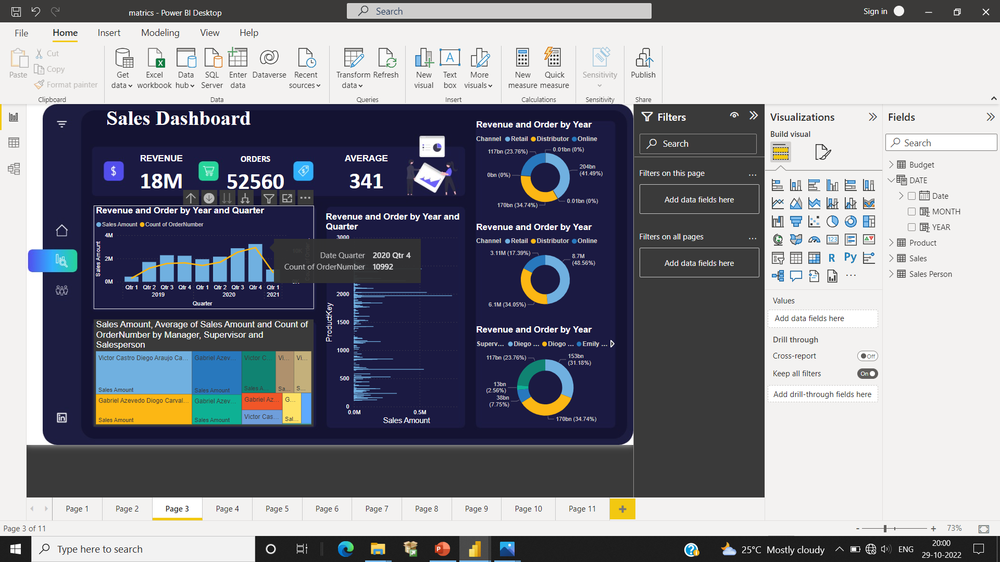 matrics - Power BI Desktop
Search
Sign in
File
Home
Insert
Modeling
View
Help
Paste
Cut
Copy
Format painter
Clipboard
Get data
Excel workbook
Data hub
SQL Server
Enter data
Dataverse
Recent sources
Data
Transform data
Refresh
Queries
New visual
Text box
More visuals
Insert
New measure
Quick measure
Calculations
Sensitivity
Sensitivity
Publish
Share
Sales Dashboard
REVENUE
18M
ORDERS
52560
AVERAGE
341
Revenue and Order by Year and Quarter
Sales Amount Count of OrderNumber
Sales Amount
4M
2M
0M
Qtr 1 Qtr 2 Qtr 3 Qtr 4 Qtr 1 Qtr 2 Qtr 3 Qtr 4 Qtr 1
2019 2020 2021
Quarter
Date Quarter 2020 Qtr 4
Count of OrderNumber 10992
Sales Amount, Average of Sales Amount and Count of
OrderNumber by Manager, Supervisor and
Salesperson
Victor Castro Diego Araujo Ca...
Sales Amount
Gabriel Azev...
Sales Amount
Victor C...
Sales A...
Vi...
Sa...
Vi...
S...
Gabriel Azevedo Diogo Carval...
Sales Amount
Gabriel Azev...
Sales Amount
Gabriel Az...
Victor Cas...
G...
Sal...
Revenue and Order by Year and
Quarter
ProductKey
3000
2000
1500
1000
500
0
0.0M 0.5M
Sales Amount
Revenue and Order by Year
Channel Retail Distributor Online
117bn (23.76%)
0.01bn (0%)
204bn
(41.49%)
0bn (0%)
170bn (34.74%)
0.01bn (0%)
Revenue and Order by Year
Channel Retail Distributor Online
3.11M (17.39%)
8.7M
(48.56%)
6.1M (34.05%)
Revenue and Order by Year
Superv... Diego ... Diogo ... Emily ...
117bn (23.76%)
153bn
(31.18%)
13bn
(2.56%)
38bn
(7.75%)
170bn (34.74%)
Filters
Search
Filters on this page
...
Add data fields here
Filters on all pages
...
Add data fields here
Visualizations
Build visual
123
R
Py
...
Values
Add data fields here
Drill through
Cross-report
Off
Keep all filters
On
Add drill-through fields here
Fields
Search
Budget
DATE
Date
MONTH
YEAR
Product
Sales
Sales Person
Page 1
Page 2
Page 3
Page 4
Page 5
Page 6
Page 7
Page 8
Page 9
Page 10
Page 11
+
Page 3 of 11
- + 73%
Type here to search
25°C Mostly cloudy
ENG
20:00
29-10-2022